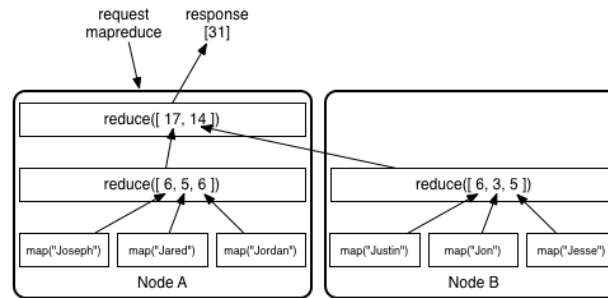 request
mapreduce
response
[31]
reduce([ 17, 14 ])
reduce([ 6, 5, 6 ])
reduce([ 6, 3, 5 ])
map("Joseph")
map("Jared")
map("Jordan")
map("Justin")
map("Jon")
map("Jesse")
Node A
Node B